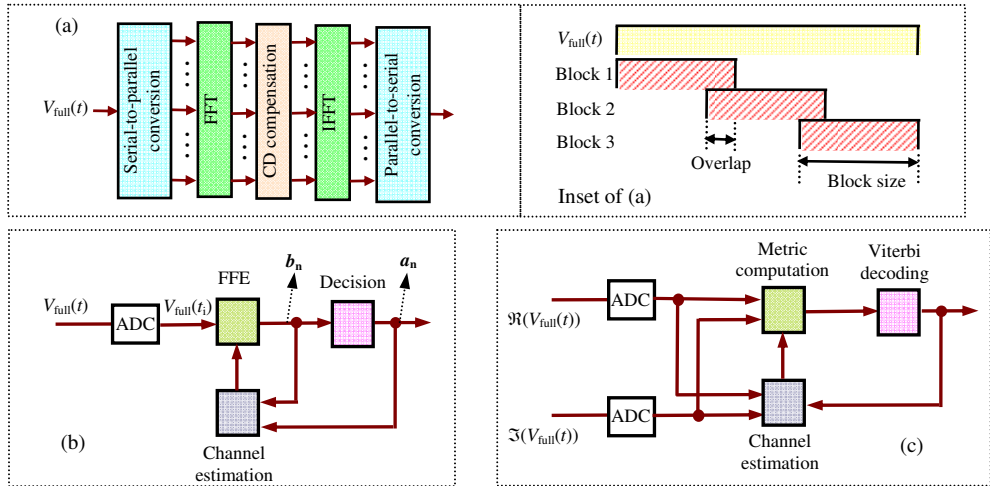 (a)
V_full(t)
Serial-to-parallel
conversion
FFT
CD compensation
IFFT
Parallel-to-serial
conversion
V_full(t)
Block 1
Block 2
Block 3
Overlap
Block size
Inset of (a)
V_full(t)
ADC
V_full(t_i)
FFE
b_n
Decision
a_n
Channel
estimation
(b)
ℜ(V_full(t))
ADC
Metric
computation
Viterbi
decoding
ℑ(V_full(t))
ADC
Channel
estimation
(c)